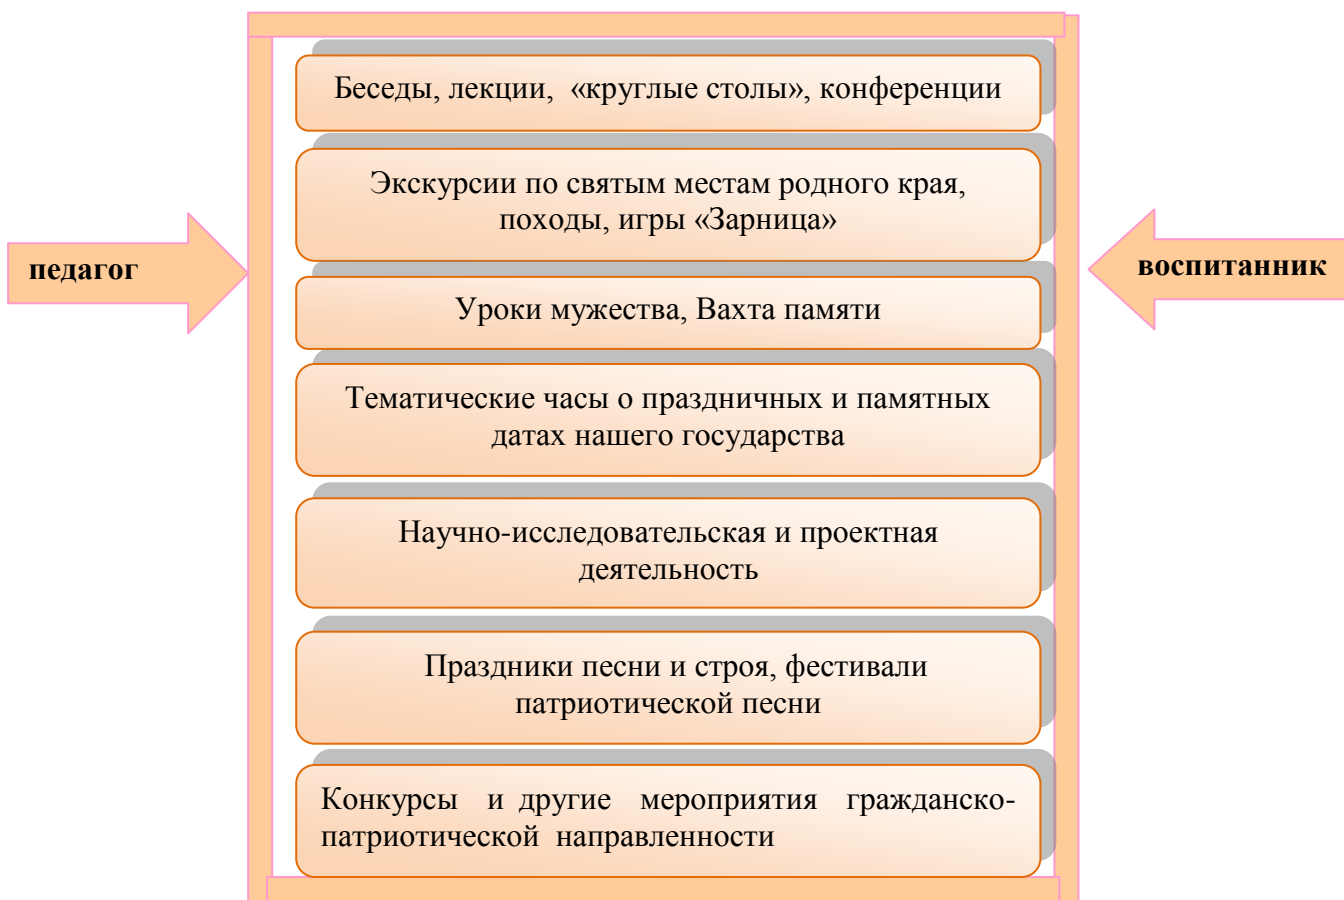 Беседы, лекции, «круглые столы», конференции
Экскурсии по святым местам родного края,
походы, игры «Зарница»
педагог
воспитанник
Уроки мужества, Вахта памяти
Тематические часы о праздничных и памятных
датах нашего государства
Научно-исследовательская и проектная
деятельность
Праздники песни и строя, фестивали
патриотической песни
Конкурсы и другие мероприятия гражданско-
патриотической направленности